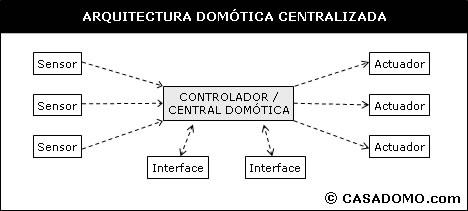 ARQUITECTURA DOMÓTICA CENTRALIZADA
Sensor
Actuador
CONTROLADOR /
CENTRAL DOMÓTICA
Sensor
Actuador
Sensor
Actuador
Interface
Interface
© CASADOMO.com